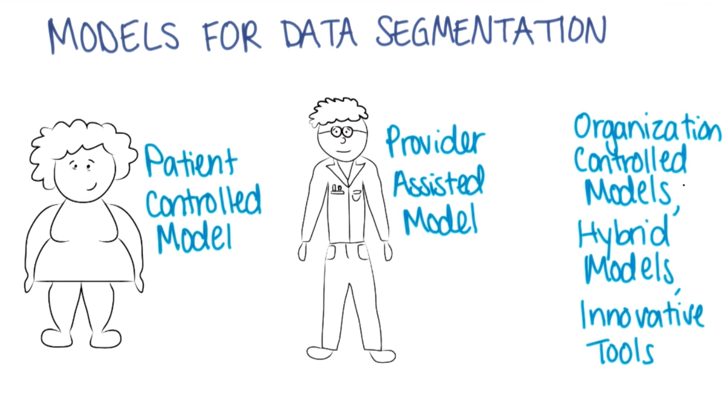 MODELS FOR DATA SEGMENTATION
Patient
Controlled
Model
Provider
Assisted
Model
Organization
Controlled
Models,
Hybrid
Models,
Innovative
Tools